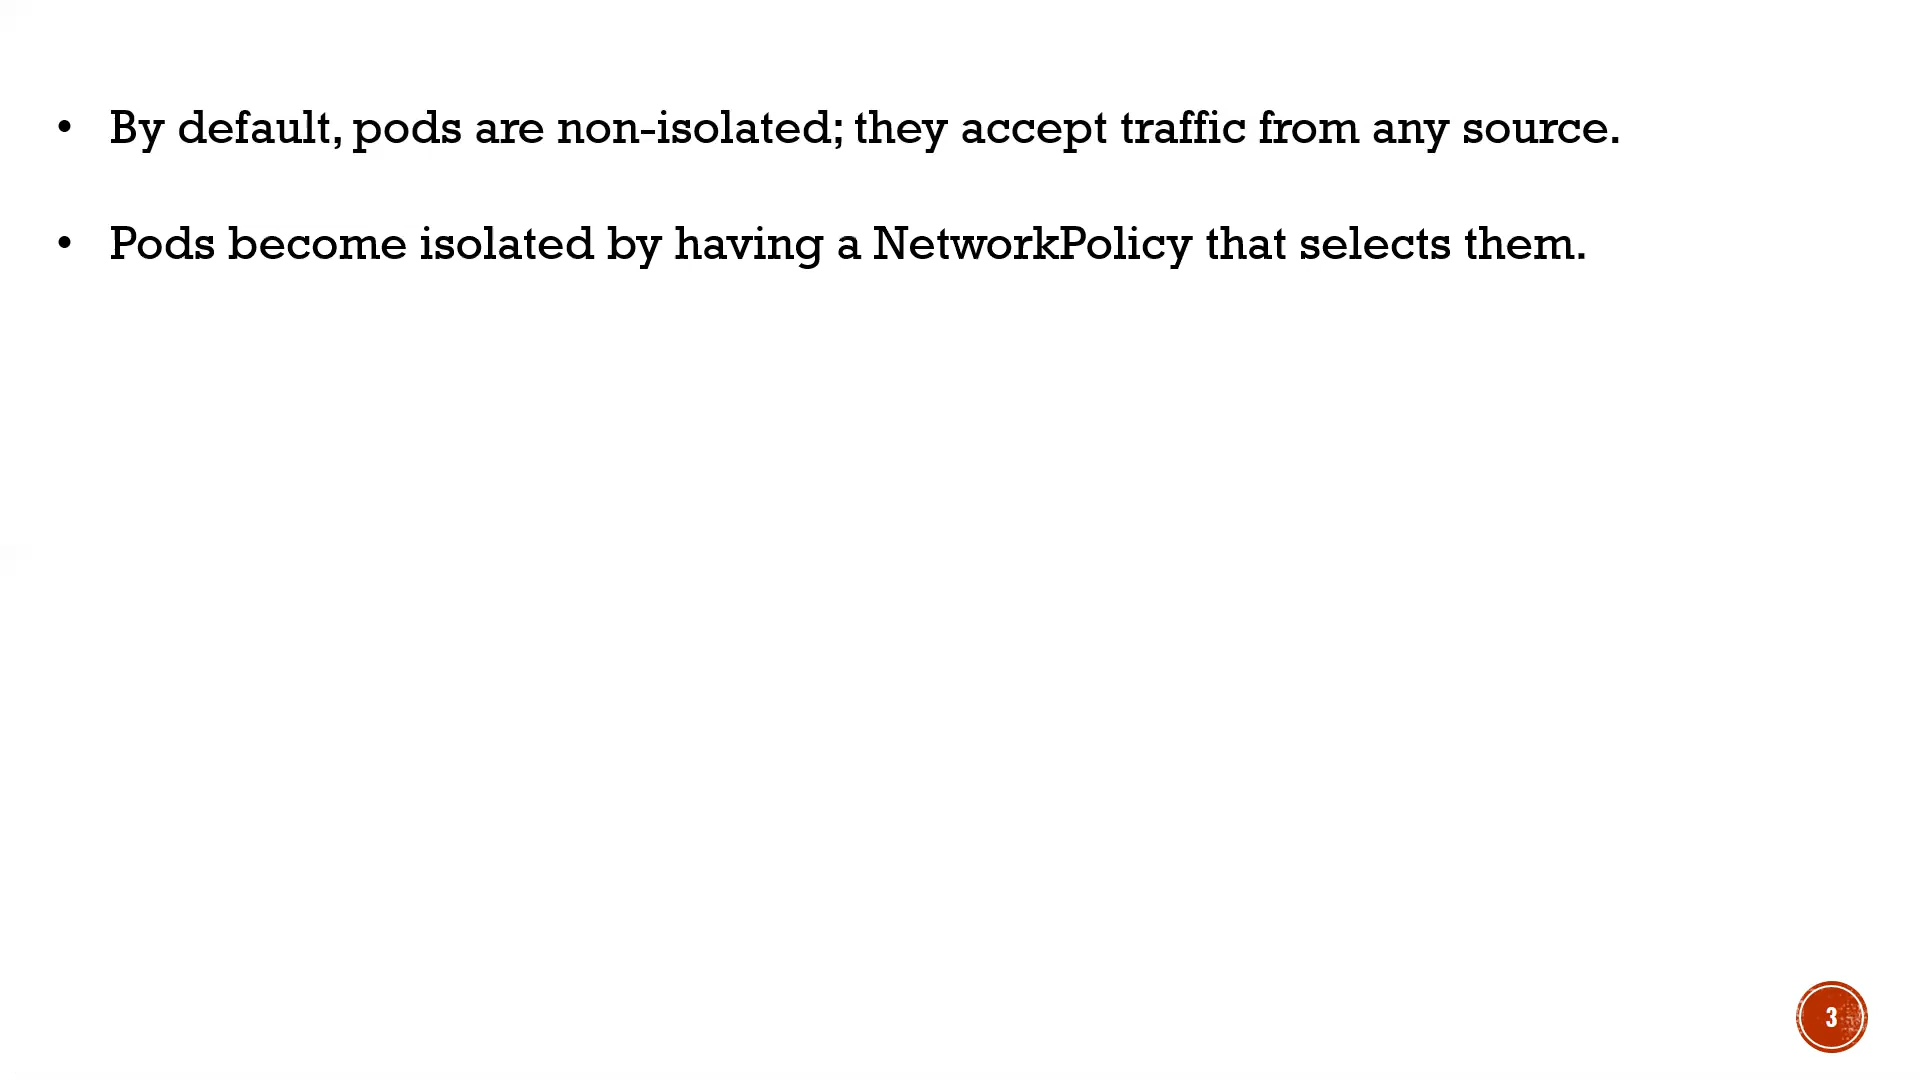 • By default, pods are non-isolated; they accept traffic from any source.
• Pods become isolated by having a NetworkPolicy that selects them.
3